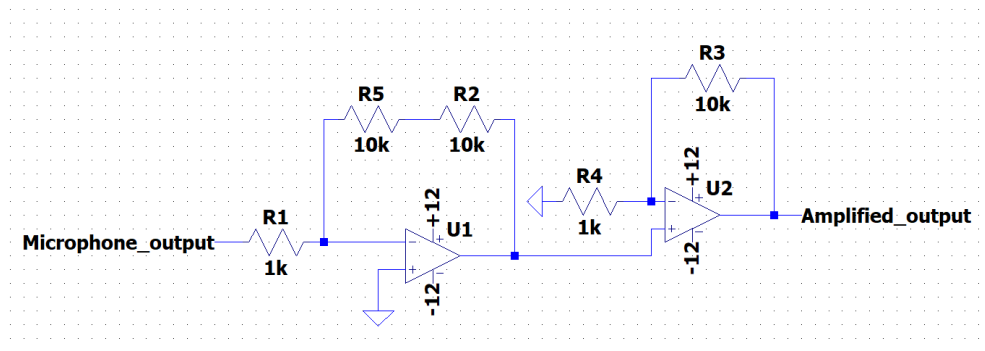 R3
10k
R5
R2
10k
10k
R4
1k
+12
U2
-12
Amplified_output
R1
1k
Microphone_output
+12
U1
-12